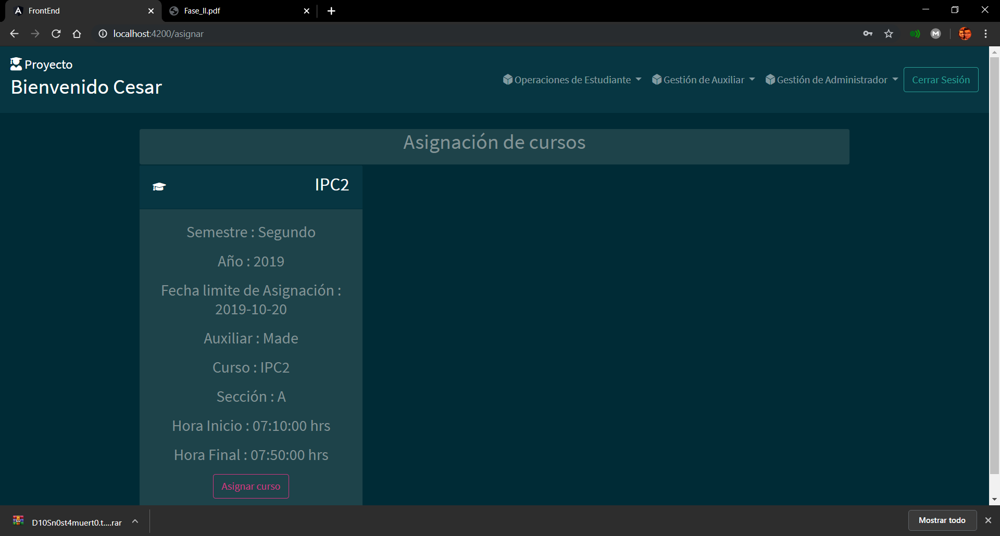 FrontEnd
Fase_II.pdf
localhost:4200/asignar
M
Proyecto
Bienvenido Cesar
Operaciones de Estudiante
Gestión de Auxiliar
Gestión de Administrador
Cerrar Sesión
Asignación de cursos
IPC2
Semestre : Segundo
Año : 2019
Fecha limite de Asignación :
2019-10-20
Auxiliar : Made
Curso : IPC2
Sección : A
Hora Inicio : 07:10:00 hrs
Hora Final : 07:50:00 hrs
Asignar curso
D10Sn0st4muert0.t....rar
Mostrar todo